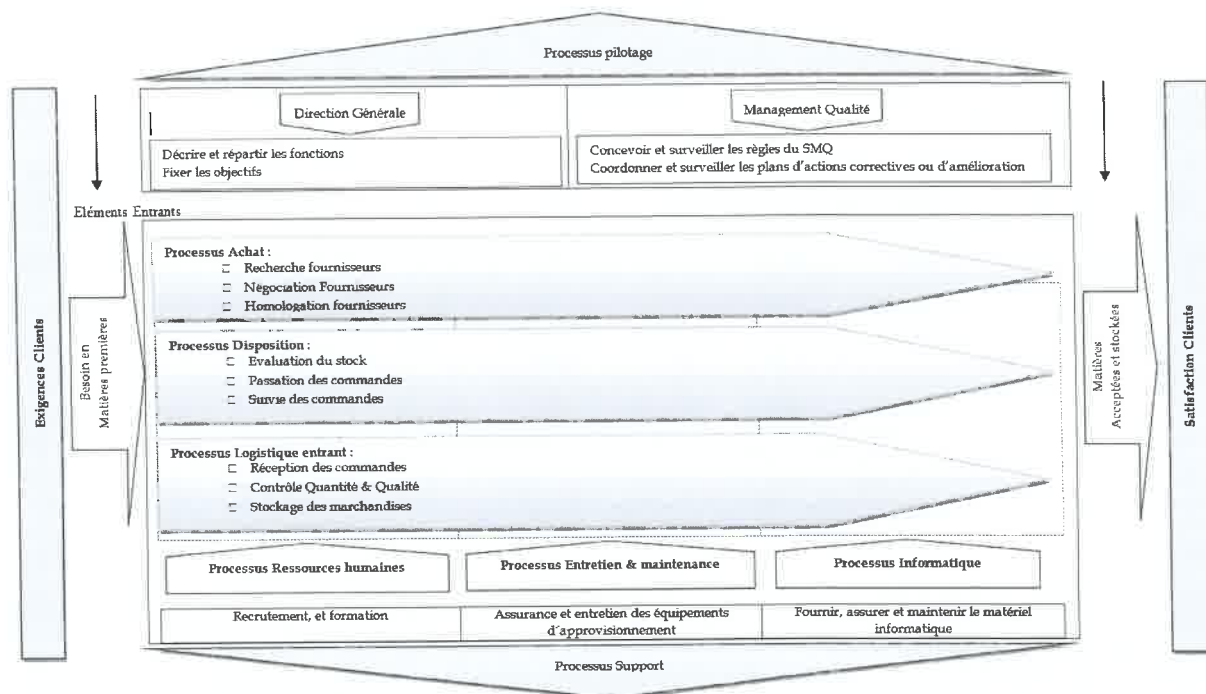 Processus pilotage
Direction Générale
Management Qualité
Décrire et répartir les fonctions
Fixer les objectifs
Concevoir et surveiller les règles du SMQ
Coordonner et surveiller les plans d'actions correctives ou d'amélioration
Eléments Entrants
Exigences Clients
Besoin en
Matières premières
Processus Achat :
Recherche fournisseurs
Négociation Fournisseurs
Homologation fournisseurs
Processus Disposition :
Evaluation du stock
Passation des commandes
Suivie des commandes
Processus Logistique entrant :
Réception des commandes
Contrôle Quantité & Qualité
Stockage des marchandises
Matières
Acceptées et stockées
Satisfaction Clients
Processus Ressources humaines
Processus Entretien & maintenance
Processus Informatique
Recrutement, et formation
Assurance et entretien des équipements
d'approvisionnement
Fournir, assurer et maintenir le matériel
informatique
Processus Support